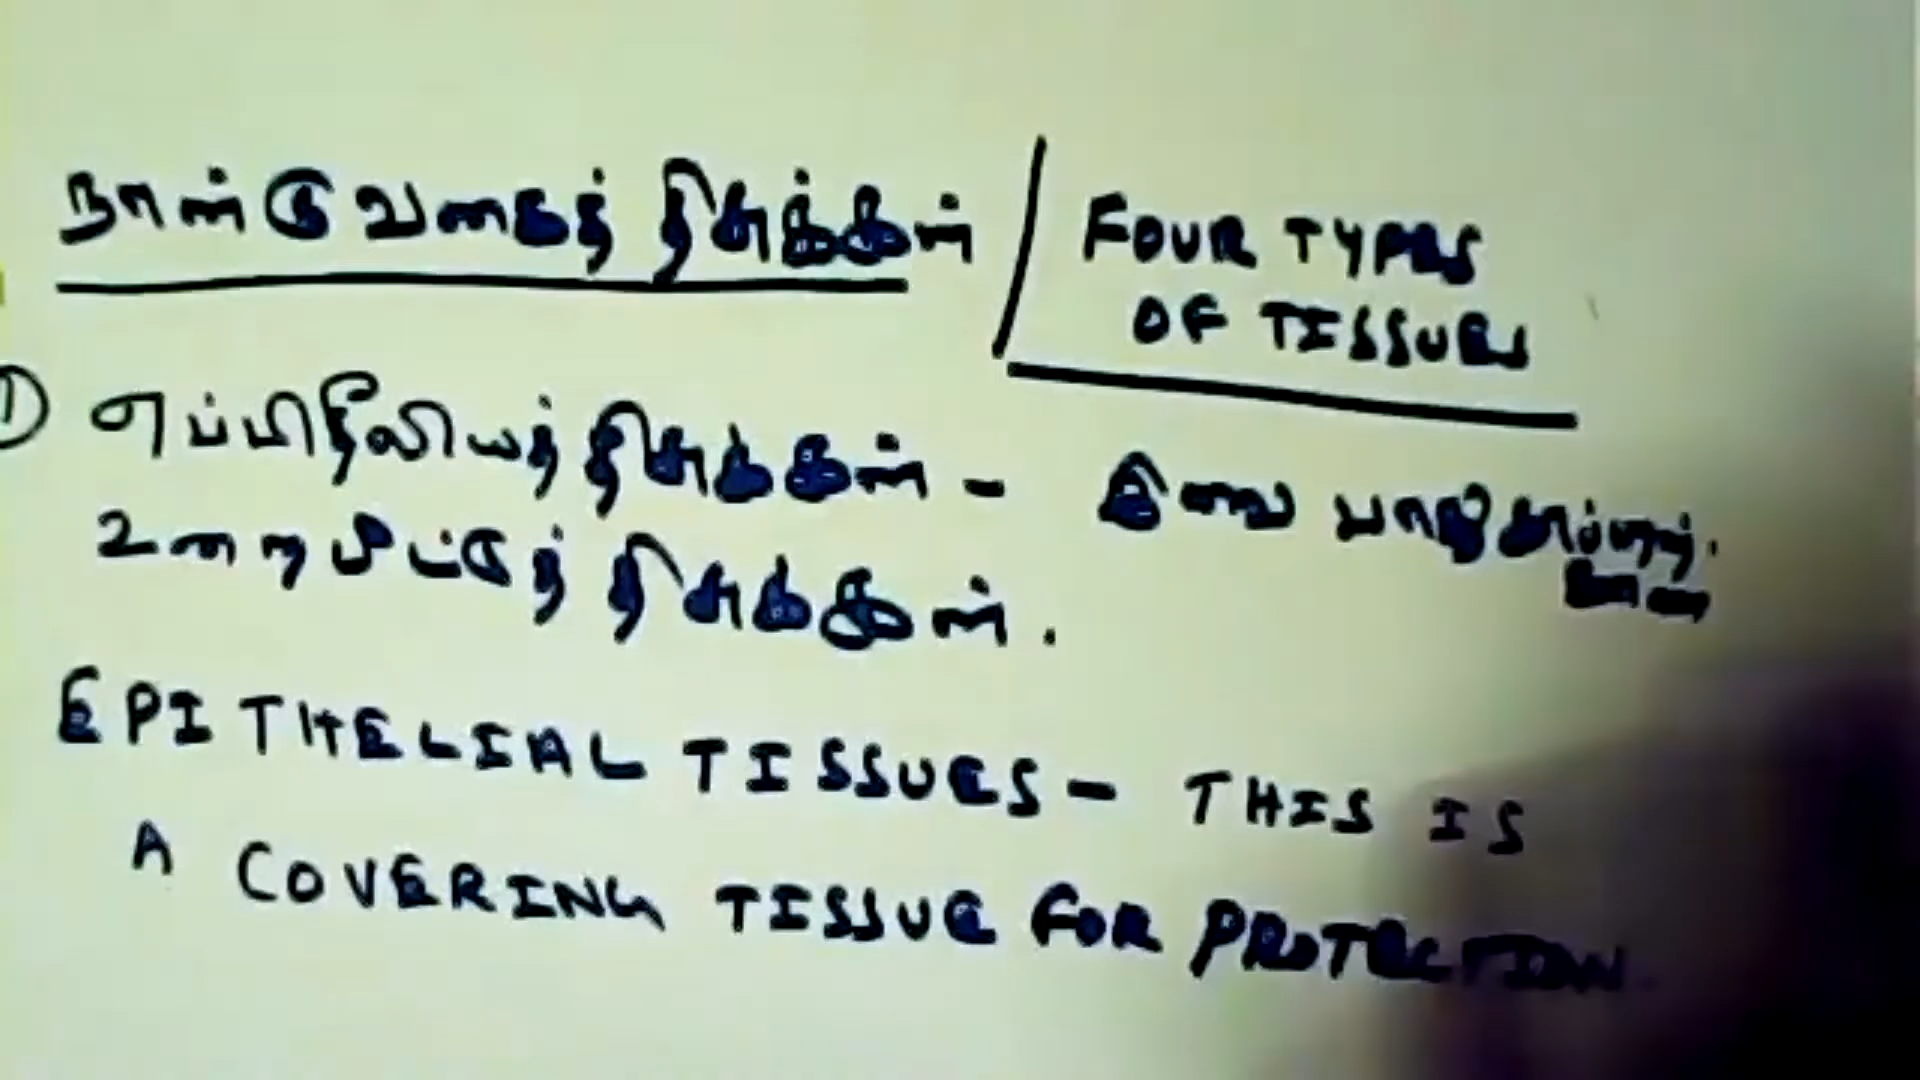 நான்கு வகைத் திசுக்கள் / FOUR TYPES
OF TISSUES
① எப்பிதீலியத் திசுக்கள் - இவை பாதுகாப்புக்
கான
உறையிட்டுத் திசுக்கள்.
EPITHELIAL TISSUES - THIS IS
A COVERING TISSUE FOR PROTECTION.